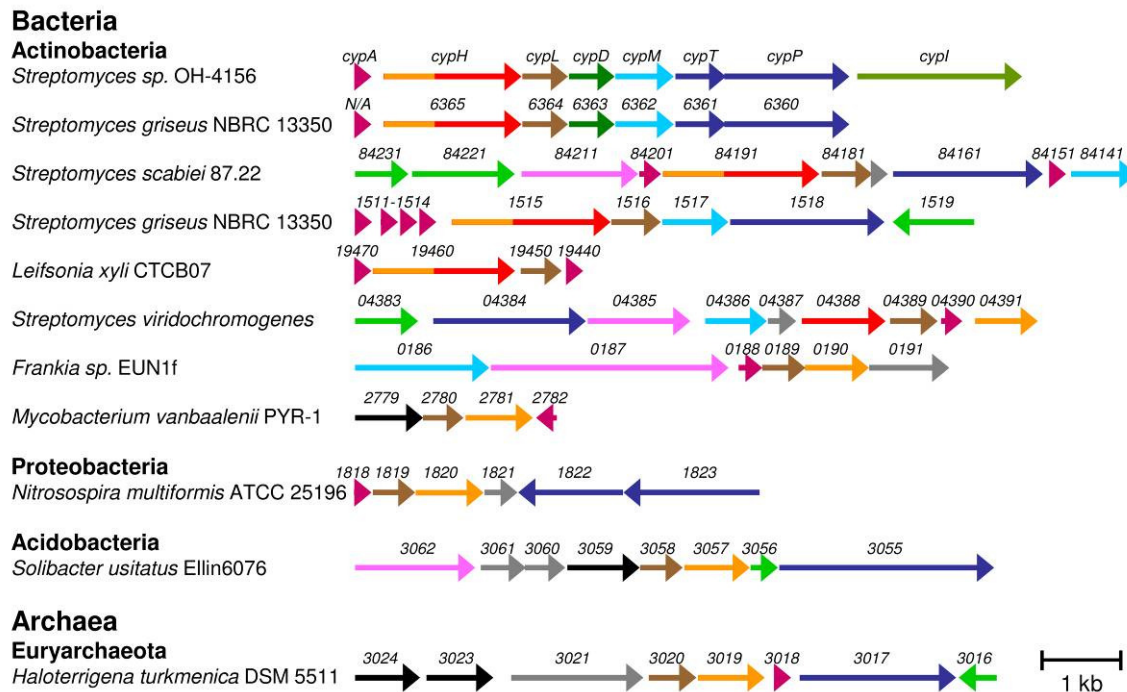 Bacteria
Actinobacteria
cypA cypH cypL cypD cypM cypT cypP cypI
Streptomyces sp. OH-4156
N/A 6365 6364 6363 6362 6361 6360
Streptomyces griseus NBRC 13350
84231 84221 84211 84201 84191 84181 84161 84151 84141
Streptomyces scabiei 87.22
1511-1514 1515 1516 1517 1518 1519
Streptomyces griseus NBRC 13350
19470 19460 19450 19440
Leifsonia xyli CTCB07
04383 04384 04385 04386 04387 04388 04389 04390 04391
Streptomyces viridochromogenes
0186 0187 0188 0189 0190 0191
Frankia sp. EUN1f
2779 2780 2781 2782
Mycobacterium vanbaalenii PYR-1
Proteobacteria
1818 1819 1820 1821 1822 1823
Nitrosospira multiformis ATCC 25196
Acidobacteria
3062 3061 3060 3059 3058 3057 3056 3055
Solibacter usitatus Ellin6076
Archaea
Euryarchaeota
3024 3023 3021 3020 3019 3018 3017 3016
Haloterrigena turkmenica DSM 5511
1 kb